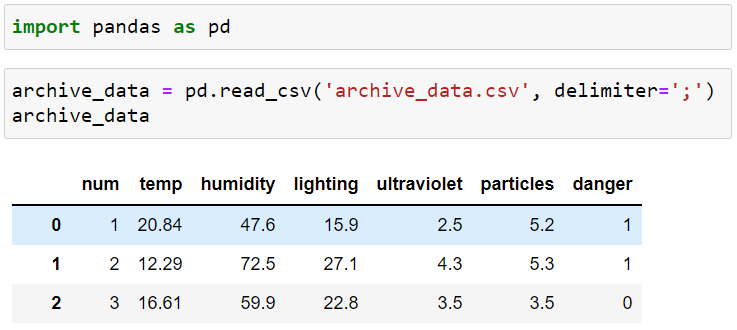 import pandas as pd
archive_data = pd.read_csv('archive_data.csv', delimiter=';')
archive_data
num temp humidity lighting ultraviolet particles danger
0 1 20.84 47.6 15.9 2.5 5.2 1
1 2 12.29 72.5 27.1 4.3 5.3 1
2 3 16.61 59.9 22.8 3.5 3.5 0